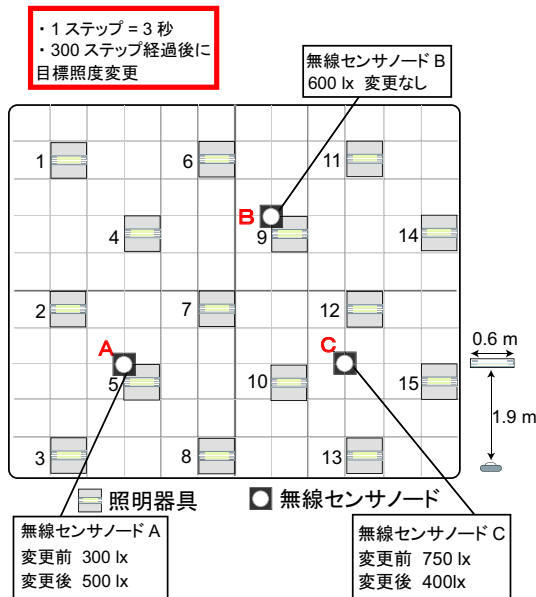 ・1 ステップ = 3 秒
・300 ステップ経過後に
目標照度変更
無線センサノード B
600 lx 変更なし
1
6
11
B
4
9
14
2
7
12
A
C
0.6 m
5
10
15
1.9 m
3
8
13
照明器具
無線センサノード
無線センサノード A
変更前 300 lx
変更後 500 lx
無線センサノード C
変更前 750 lx
変更後 400lx